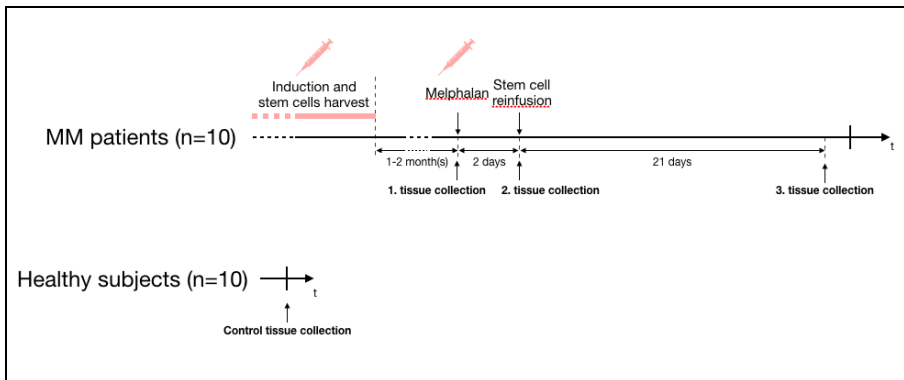 Induction and
stem cells harvest
Melphalan
Stem cell
reinfusion
MM patients (n=10)
t
1-2 month(s)
2 days
21 days
1. tissue collection
2. tissue collection
3. tissue collection
Healthy subjects (n=10)
t
Control tissue collection